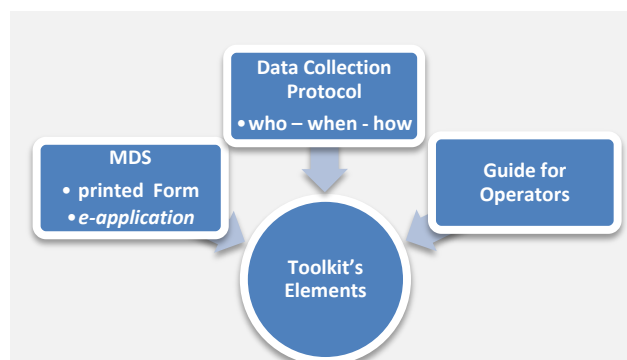 Data Collection
Protocol
• who – when - how
MDS
• printed Form
• e-application
Guide for
Operators
Toolkit's
Elements